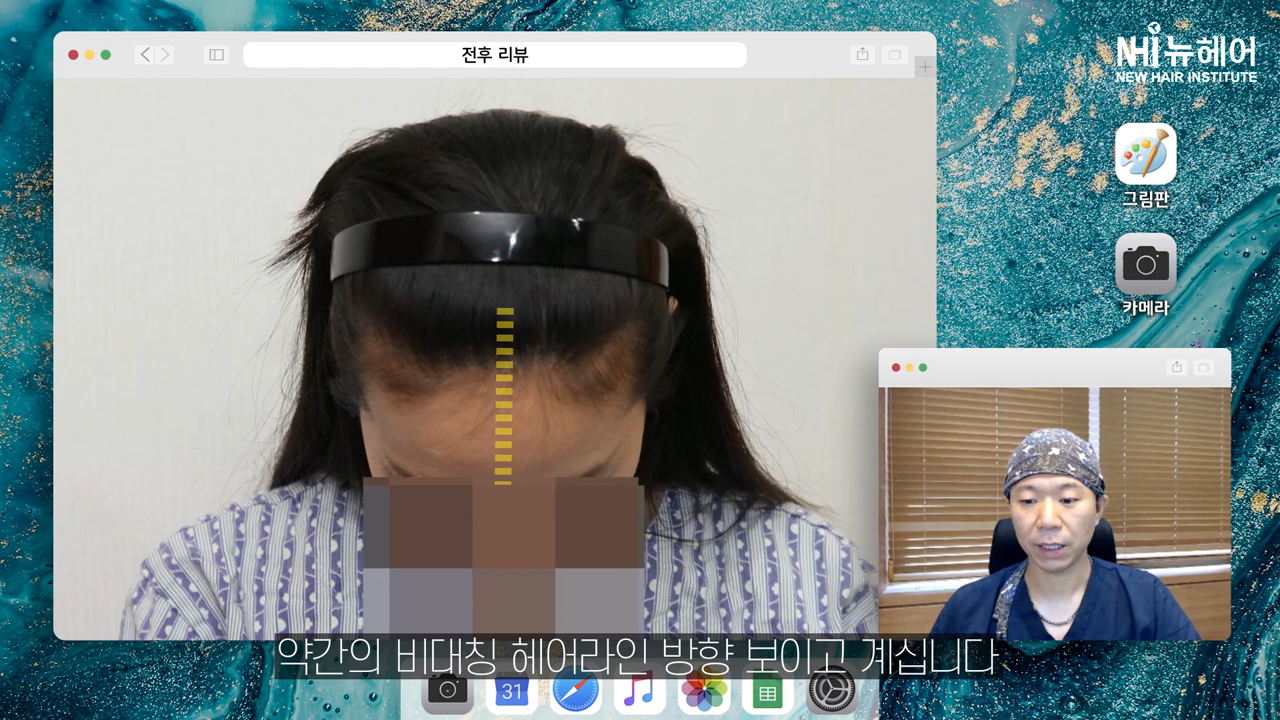 전후 리뷰
NHI 뉴헤어
NEW HAIR INSTITUTE
그림판
카메라
약간의 비대칭 헤어라인 방향 보이고 계십니다
31